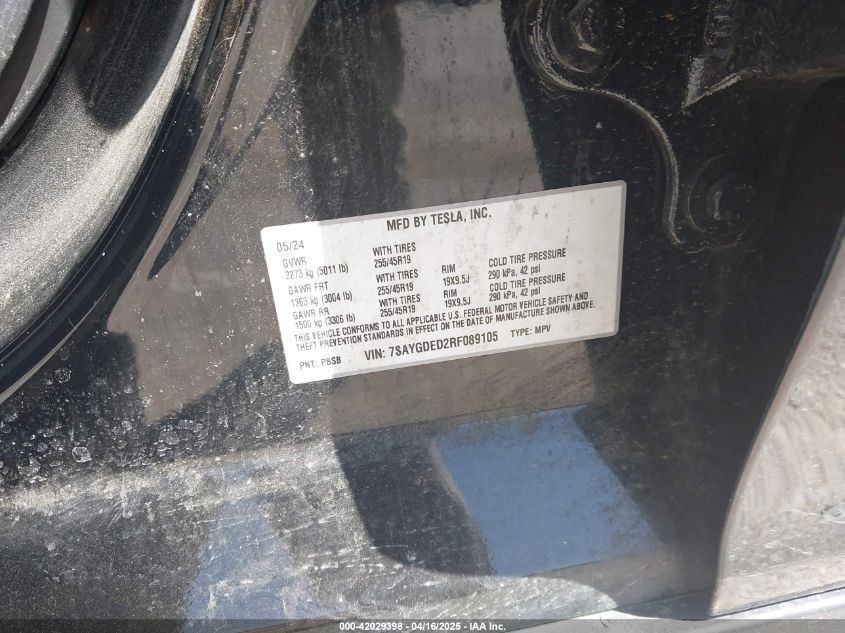 MFD BY TESLA, INC.
05/24
GVWR WITH TIRES
2273 kg (5011 lb) 255/45R19 RIM COLD TIRE PRESSURE
GAWR FRT WITH TIRES 19X9.5J 290 kPa, 42 psi
1363 kg (3004 lb) 255/45R19 RIM COLD TIRE PRESSURE
GAWR RR WITH TIRES 19X9.5J 290 kPa, 42 psi
1500 kg (3306 lb) 255/45R19
THIS VEHICLE CONFORMS TO ALL APPLICABLE U.S. FEDERAL MOTOR VEHICLE SAFETY AND
THEFT PREVENTION STANDARDS IN EFFECT ON THE DATE OF MANUFACTURE SHOWN ABOVE.
PNT: PBSB VIN: 7SAYGDED2RF089105 TYPE: MPV
000-42029398 - 04/16/2025 - IAA Inc.